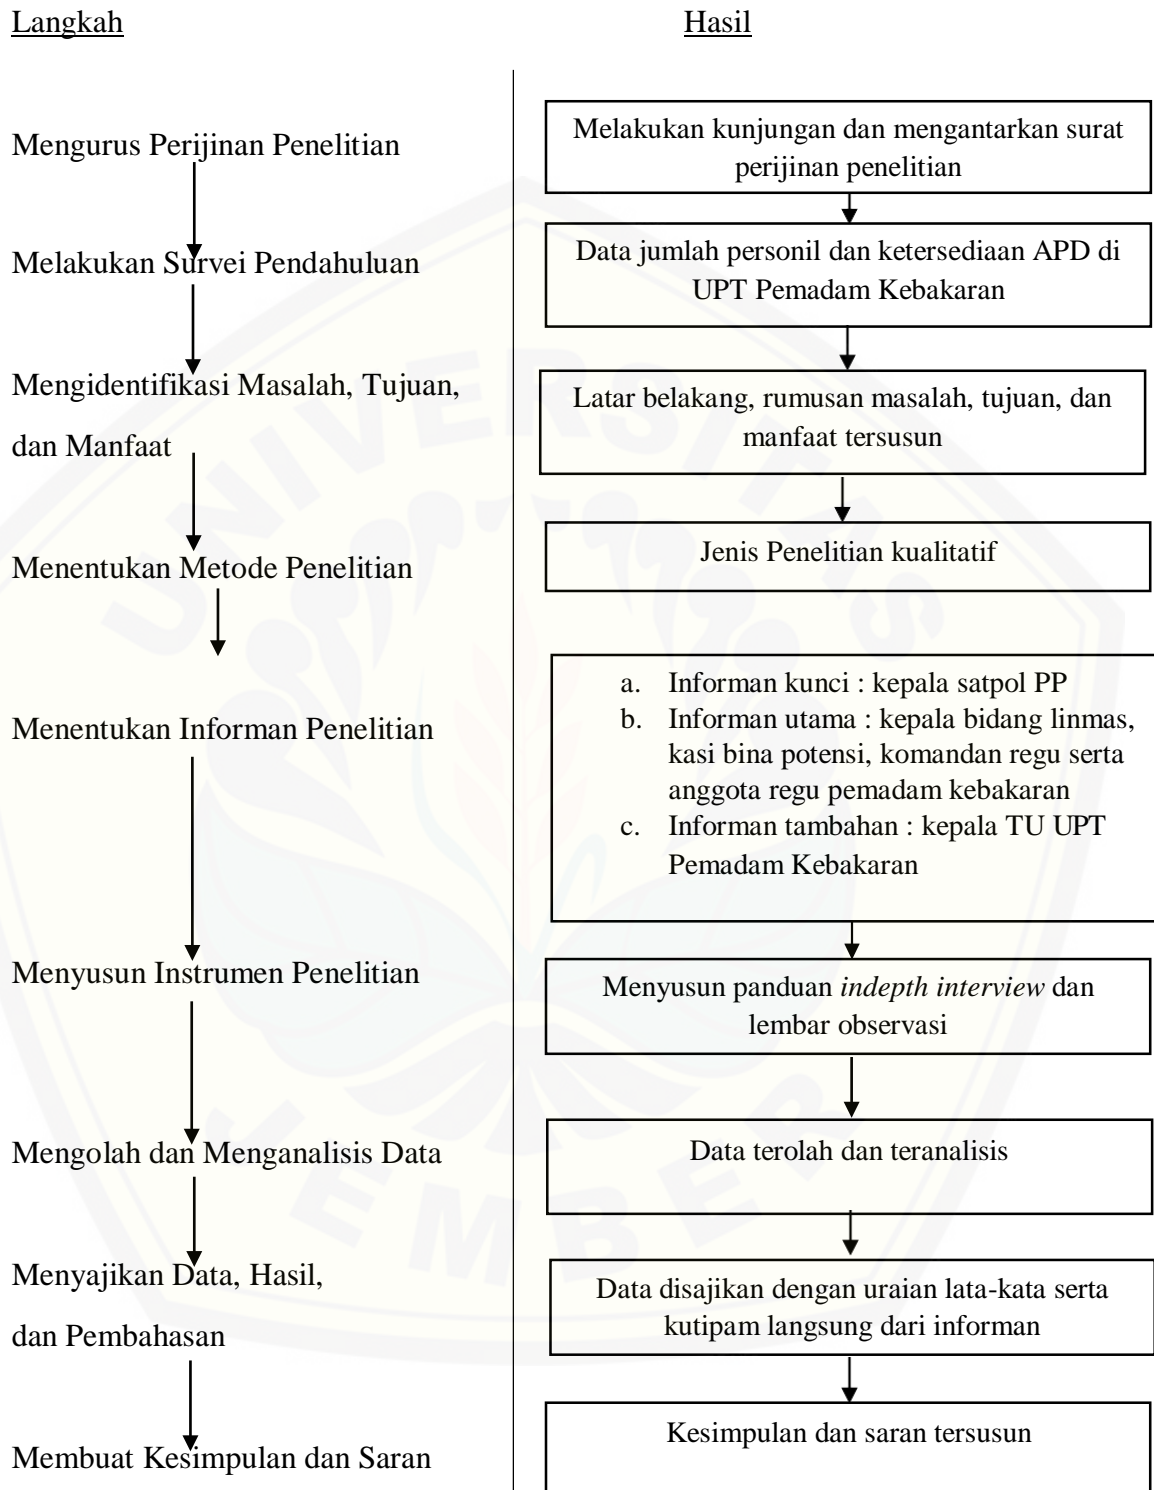 Langkah
Hasil
Mengurus Perijinan Penelitian
Melakukan kunjungan dan mengantarkan surat
perijinan penelitian
Melakukan Survei Pendahuluan
Data jumlah personil dan ketersediaan APD di
UPT Pemadam Kebakaran
Mengidentifikasi Masalah, Tujuan,
dan Manfaat
Latar belakang, rumusan masalah, tujuan, dan
manfaat tersusun
Menentukan Metode Penelitian
Jenis Penelitian kualitatif
Menentukan Informan Penelitian
a. Informan kunci : kepala satpol PP
b. Informan utama : kepala bidang linmas,
kasi bina potensi, komandan regu serta
anggota regu pemadam kebakaran
c. Informan tambahan : kepala TU UPT
Pemadam Kebakaran
Menyusun Instrumen Penelitian
Menyusun panduan indepth interview dan
lembar observasi
Mengolah dan Menganalisis Data
Data terolah dan teranalisis
Menyajikan Data, Hasil,
dan Pembahasan
Data disajikan dengan uraian lata-kata serta
kutipam langsung dari informan
Membuat Kesimpulan dan Saran
Kesimpulan dan saran tersusun
UNIVERSITAS
JEMBER